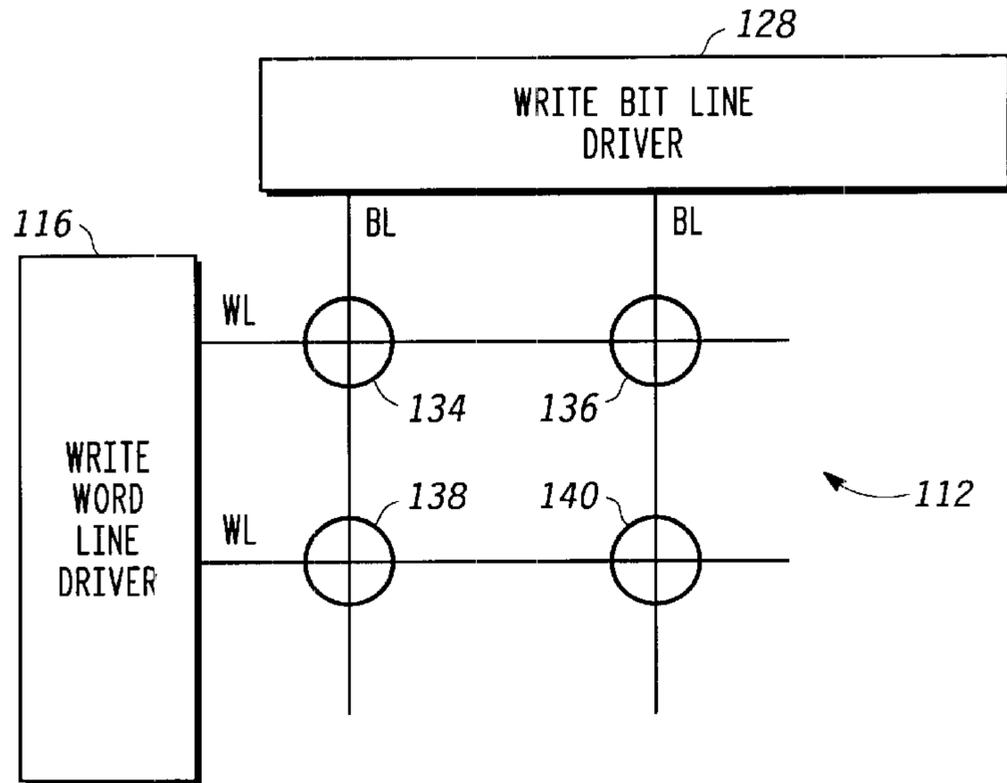 128
WRITE BIT LINE
DRIVER
116
BL
BL
WL
134
136
WRITE
WORD
LINE
DRIVER
138
140
112
WL